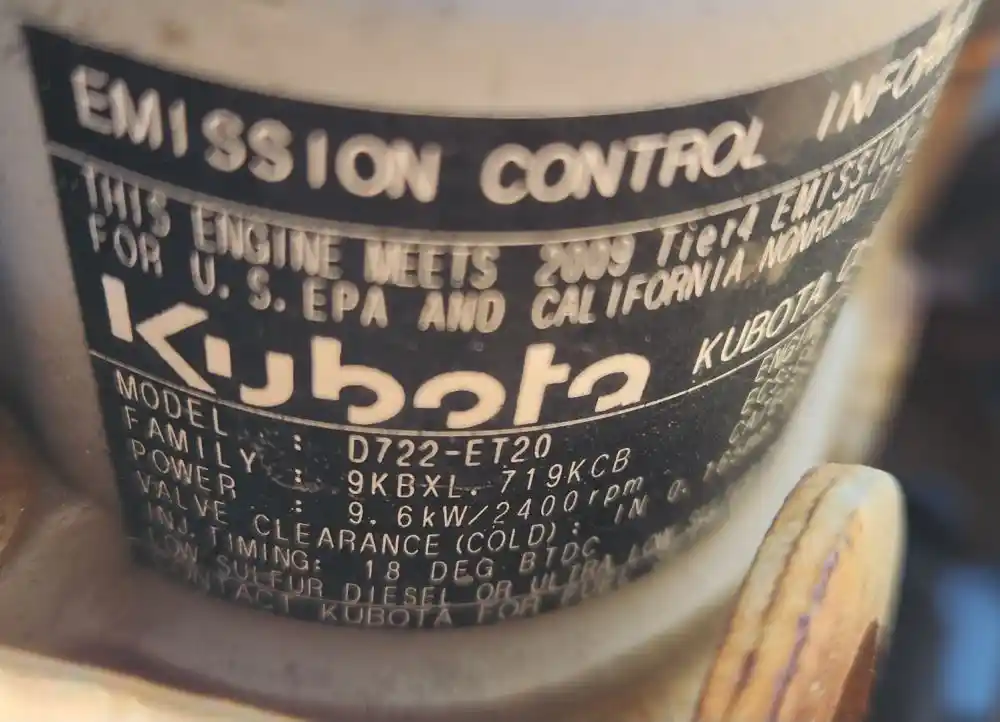 EMISSION CONTROL
THIS ENGINE MEETS 2009 Tier4 EMISSION
FOR U.S. EPA AND CALIFORNIA NONROAD
Kubota KUBOTA
MODEL : D722-ET20
FAMILY : 9KBXL.719KCB
POWER : 9.6kW/2400rpm
VALVE CLEARANCE (COLD) : IN
INJ. TIMING: 18 DEG BTDC
LOW SULFUR DIESEL OR ULTRA LOW
KUBOTA FOR